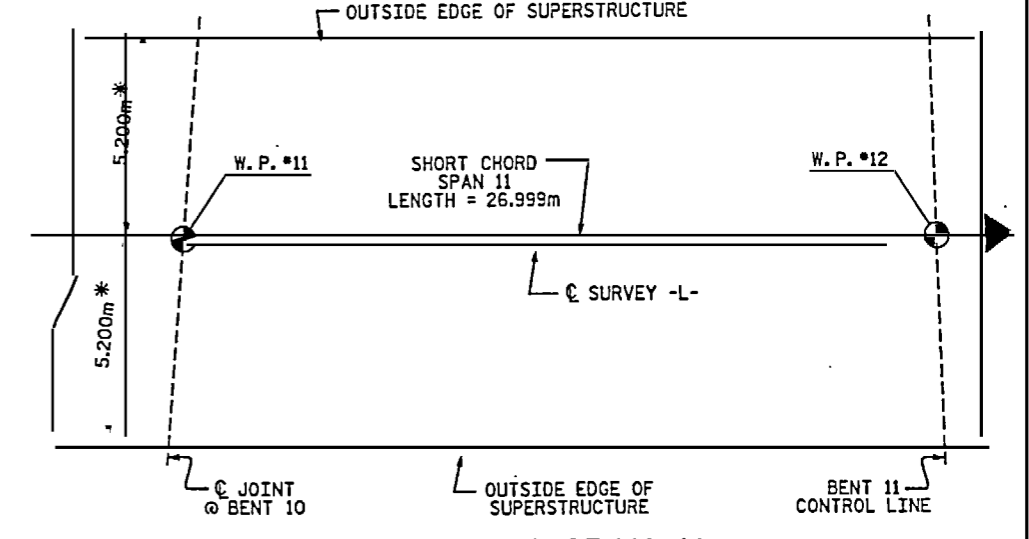 OUTSIDE EDGE OF SUPERSTRUCTURE
5.200m*
W.P. #11
SHORT CHORD
SPAN 11
LENGTH = 26.999m
W.P. #12
5.200m*
℄ SURVEY -L-
℄ JOINT
@ BENT 10
OUTSIDE EDGE OF
SUPERSTRUCTURE
BENT 11
CONTROL LINE